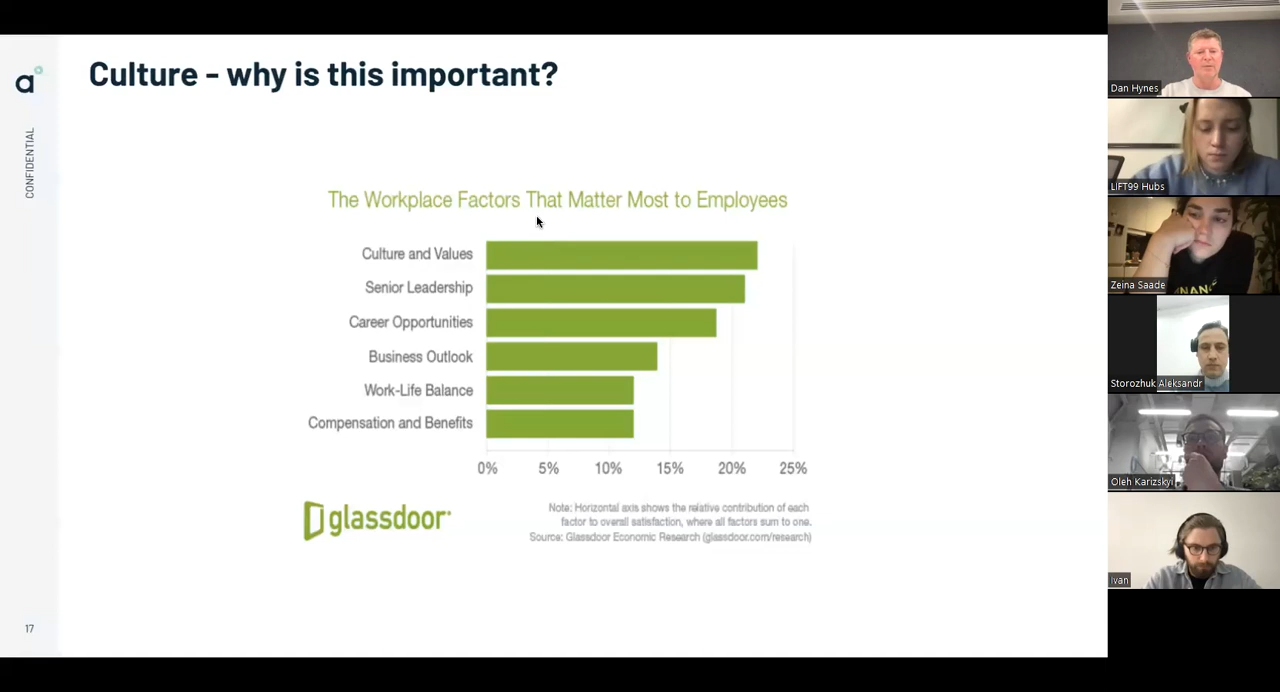 a
CONFIDENTIAL
Culture - why is this important?
The Workplace Factors That Matter Most to Employees
Culture and Values
Senior Leadership
Career Opportunities
Business Outlook
Work-Life Balance
Compensation and Benefits
0% 5% 10% 15% 20% 25%
glassdoor
Note: Horizontal axis shows the relative contribution of each
factor to overall satisfaction, where all factors sum to one.
Source: Glassdoor Economic Research (glassdoor.com/research)
17
Dan Hynes
LIFT99 Hubs
Zeina Saade
Storozhuk Aleksandr
Oleh Karizskyi
Ivan